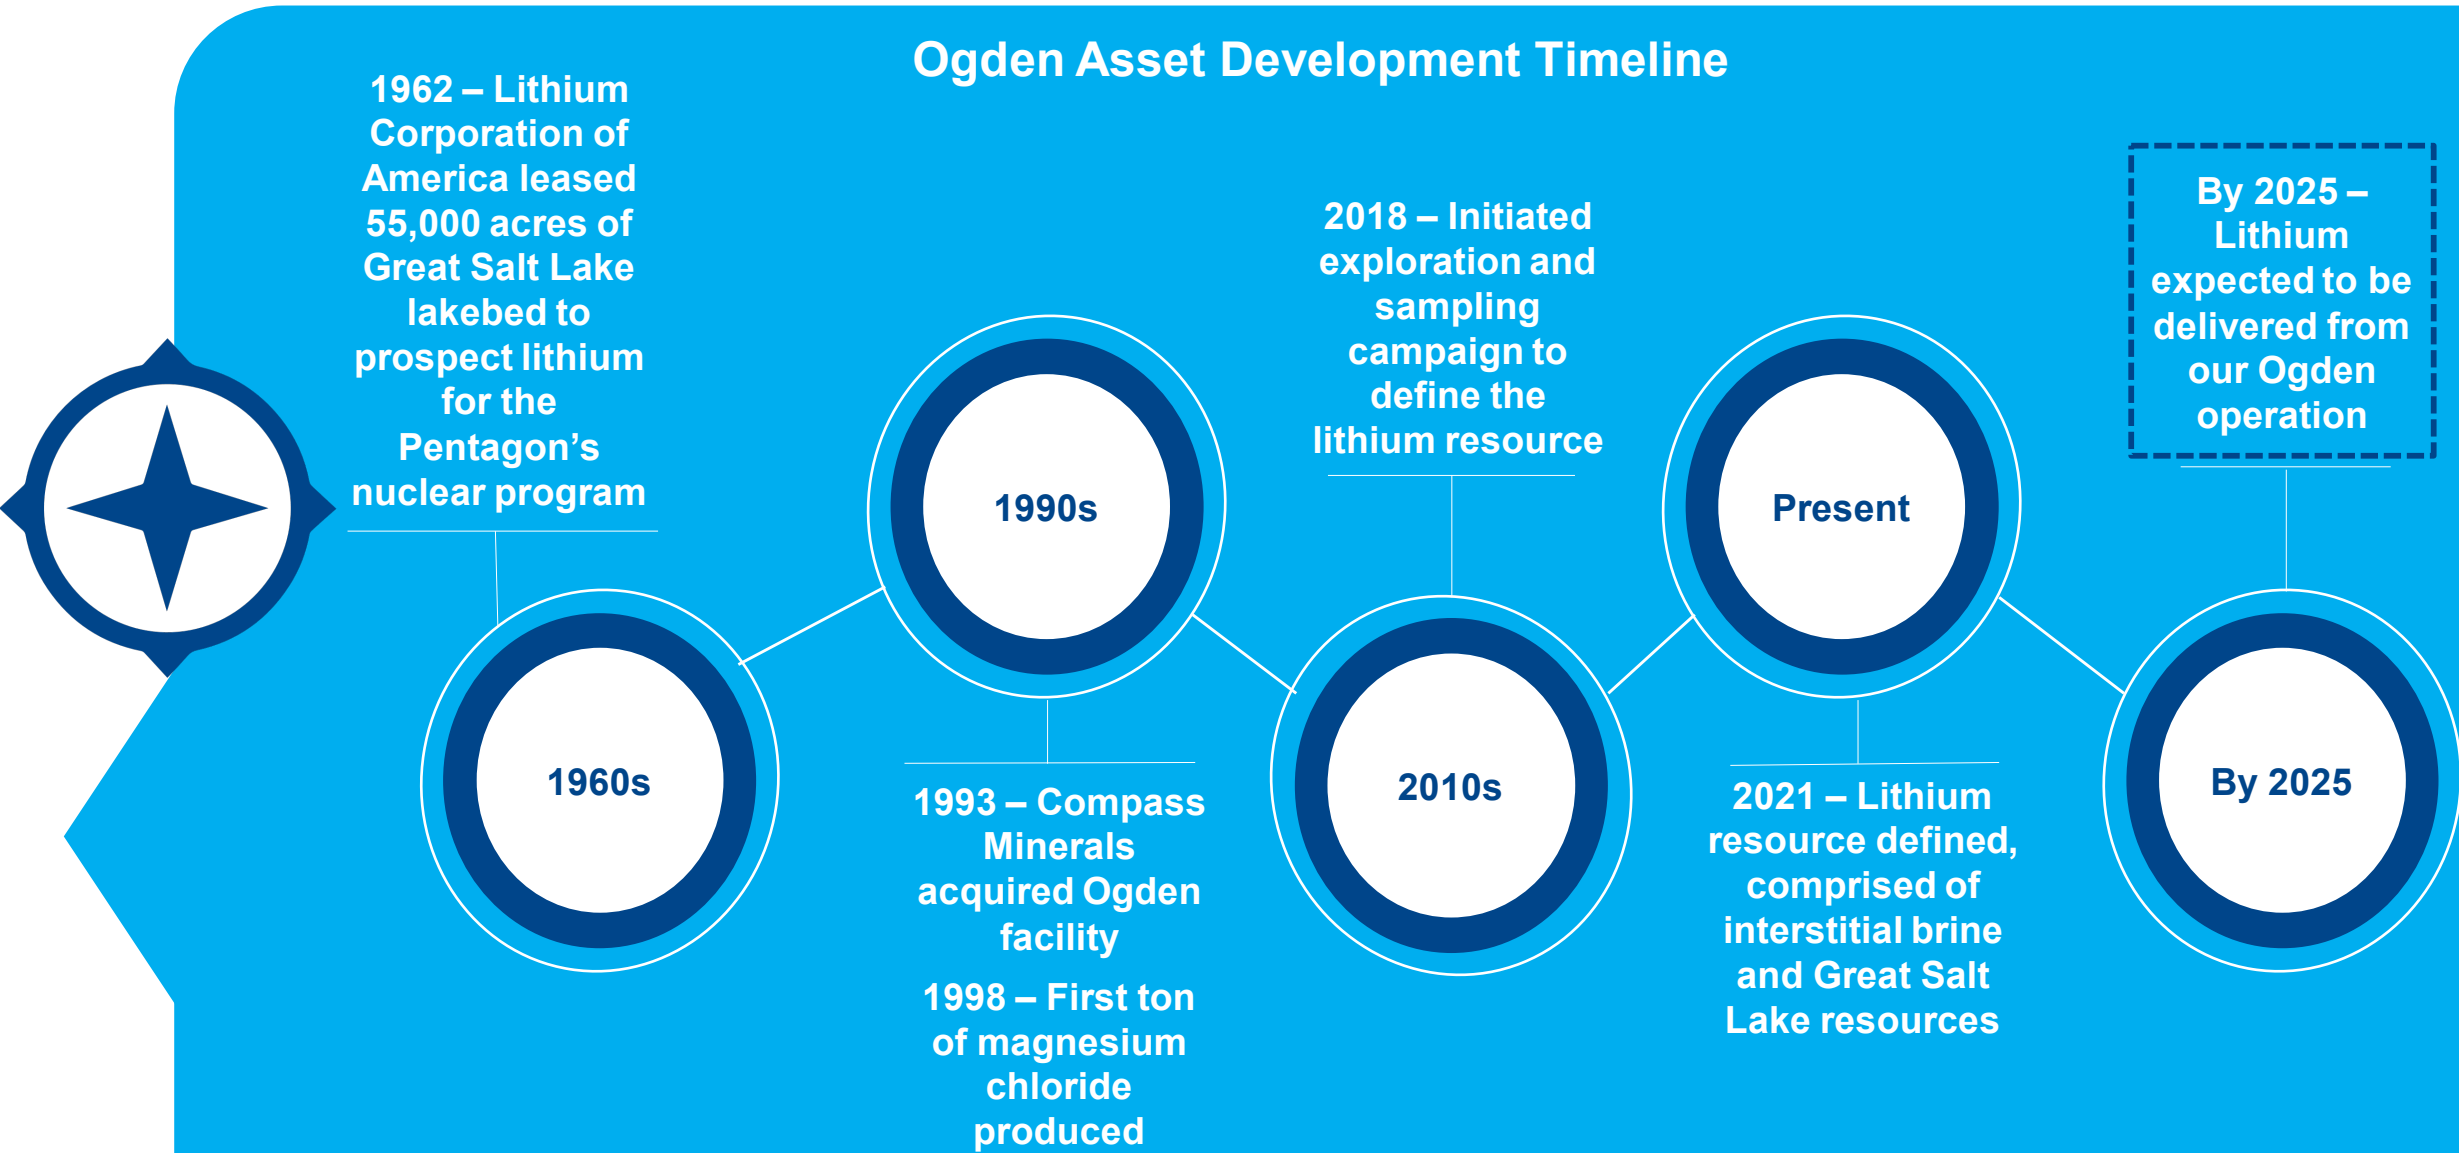 Ogden Asset Development Timeline
1962 – Lithium
Corporation of
America leased
55,000 acres of
Great Salt Lake
lakebed to
prospect lithium
for the
Pentagon’s
nuclear program
1960s
1990s
1993 – Compass
Minerals
acquired Ogden
facility
1998 – First ton
of magnesium
chloride
produced
2018 – Initiated
exploration and
sampling
campaign to
define the
lithium resource
2010s
Present
2021 – Lithium
resource defined,
comprised of
interstitial brine
and Great Salt
Lake resources
By 2025 –
Lithium
expected to be
delivered from
our Ogden
operation
By 2025